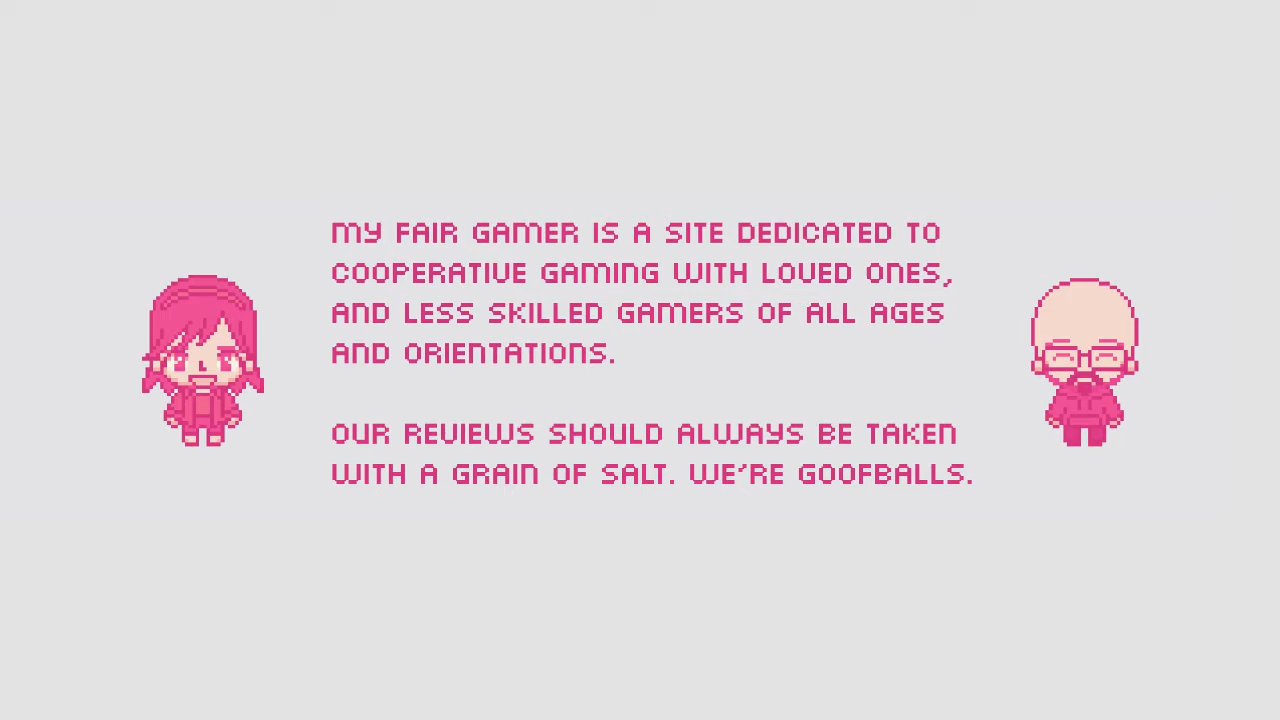 MY FAIR GAMER IS A SITE DEDICATED TO
COOPERATIVE GAMING WITH LOVED ONES,
AND LESS SKILLED GAMERS OF ALL AGES
AND ORIENTATIONS.
OUR REVIEWS SHOULD ALWAYS BE TAKEN
WITH A GRAIN OF SALT. WE'RE GOOFBALLS.